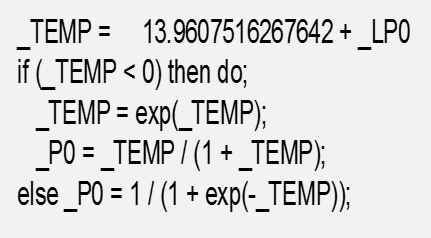 _TEMP = 13.9607516267642 + _LP0
if (_TEMP < 0) then do;
_TEMP = exp(_TEMP);
_P0 = _TEMP / (1 + _TEMP);
else _P0 = 1 / (1 + exp(-_TEMP));